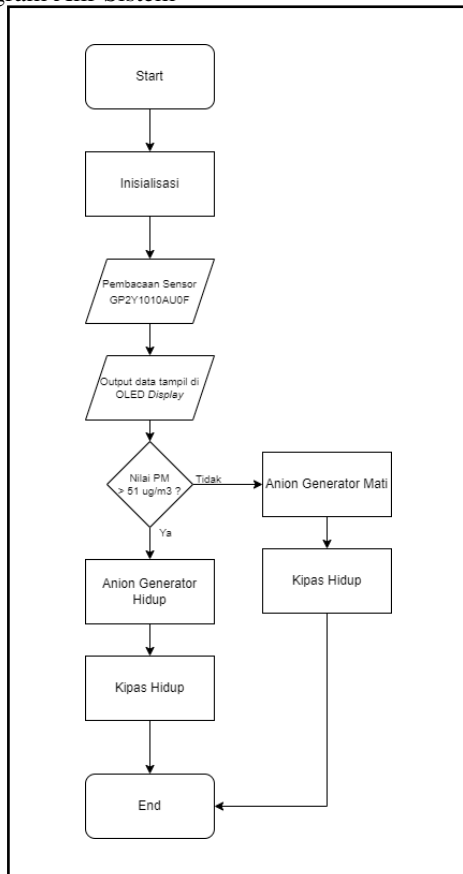 Start
Inisialisasi
Pembacaan Sensor
GP2Y1010AU0F
Output data tampil di
OLED Display
Nilai PM
> 51 ug/m3 ?
Tidak
Anion Generator Mati
Ya
Kipas Hidup
Anion Generator
Hidup
Kipas Hidup
End